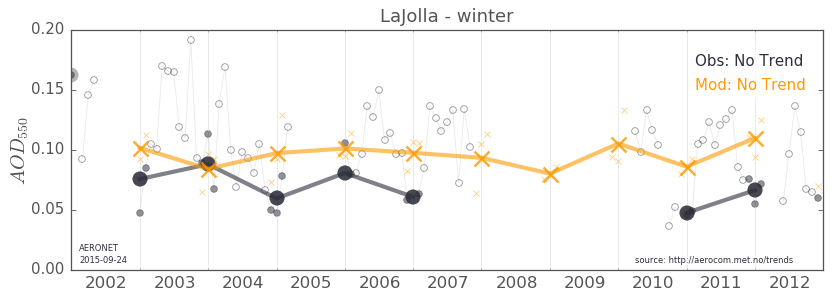 LaJolla - winter
0.20
0.15
0.10
0.05
0.00
AOD550
Obs: No Trend
Mod: No Trend
AERONET
2015-09-24
source: http://aerocom.met.no/trends
2002 2003 2004 2005 2006 2007 2008 2009 2010 2011 2012